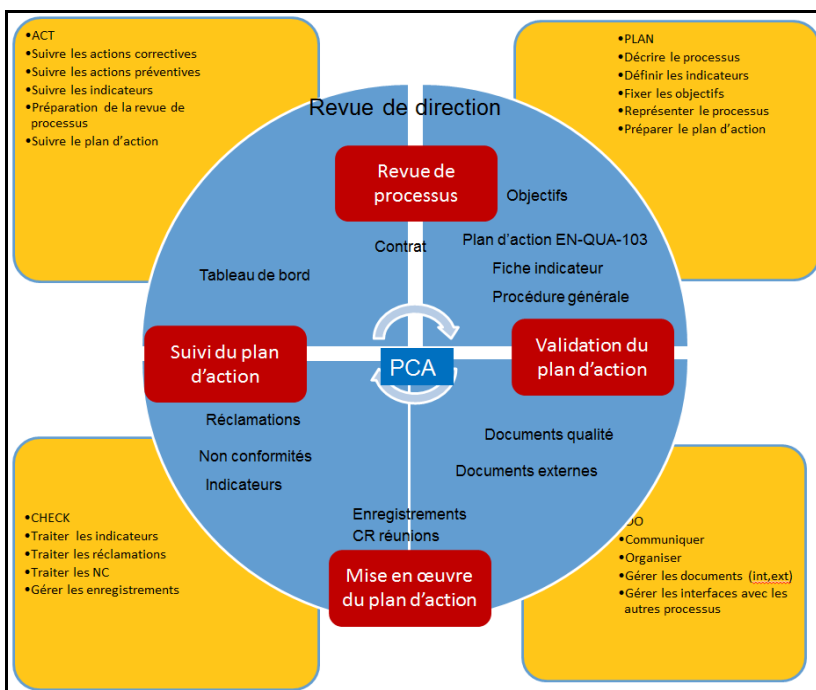 •ACT
•Suivre les actions correctives
•Suivre les actions préventives
•Suivre les indicateurs
•Préparation de la revue de
processus
•Suivre le plan d'action
•PLAN
•Décrire le processus
•Définir les indicateurs
•Fixer les objectifs
•Représenter le processus
•Préparer le plan d'action
Revue de direction
Revue de
processus
Objectifs
Contrat
Plan d'action EN-QUA-103
Tableau de bord
Fiche indicateur
Procédure générale
Suivi du plan
d'action
PCA
Validation du
plan d'action
Réclamations
Documents qualité
Non conformités
Documents externes
Indicateurs
Enregistrements
CR réunions
Mise en œuvre
du plan d'action
•CHECK
•Traiter les indicateurs
•Traiter les réclamations
•Traiter les NC
•Gérer les enregistrements
DO
•Communiquer
•Organiser
•Gérer les documents (int,ext)
•Gérer les interfaces avec les
autres processus